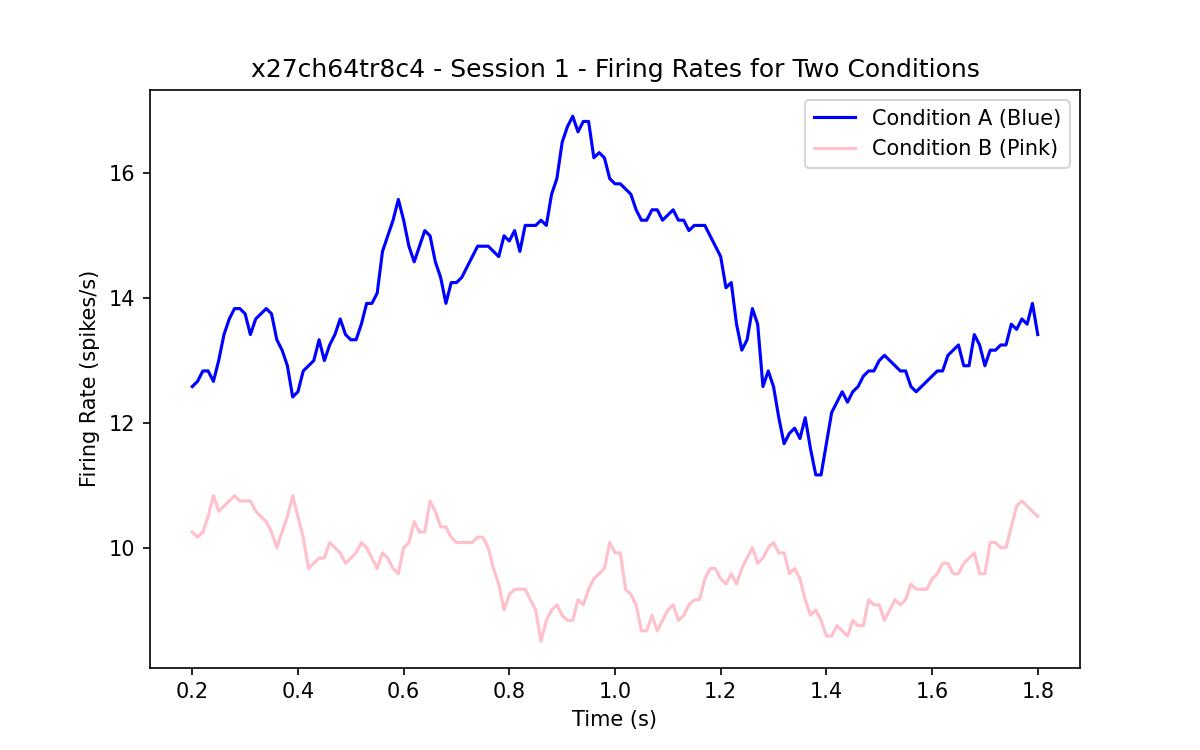 x27ch64tr8c4 - Session 1 - Firing Rates for Two Conditions
Condition A (Blue)
Condition B (Pink)
Firing Rate (spikes/s)
16
14
12
10
0.2 0.4 0.6 0.8 1.0 1.2 1.4 1.6 1.8
Time (s)